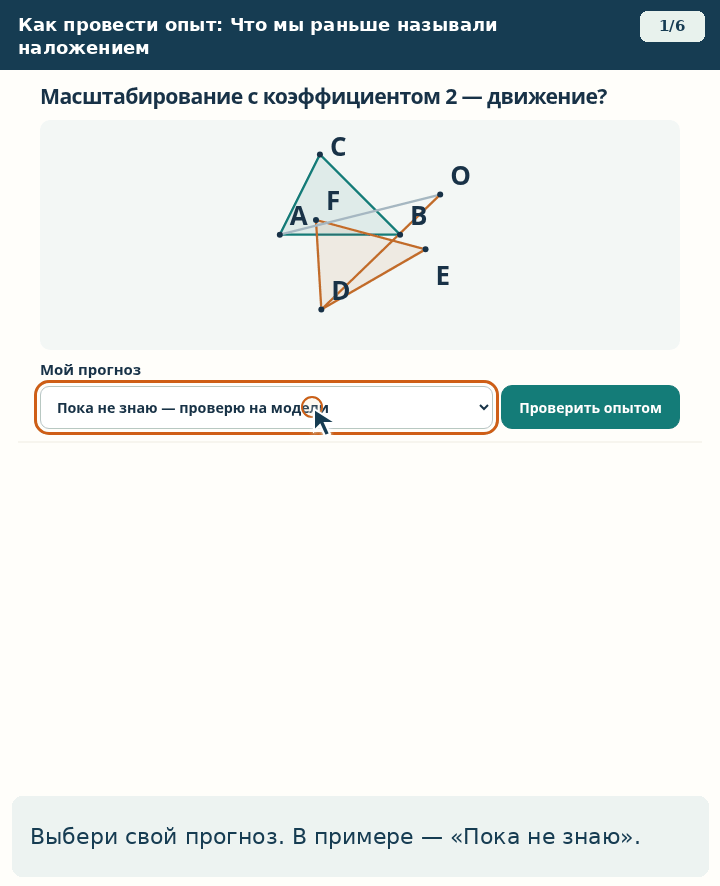 Как провести опыт: Что мы раньше называли
наложением
1/6
Масштабирование с коэффициентом 2 — движение?
C
O
F
A
B
E
D
Мой прогноз
Пока не знаю — проверю на модели
Проверить опытом
Выбери свой прогноз. В примере — «Пока не знаю».